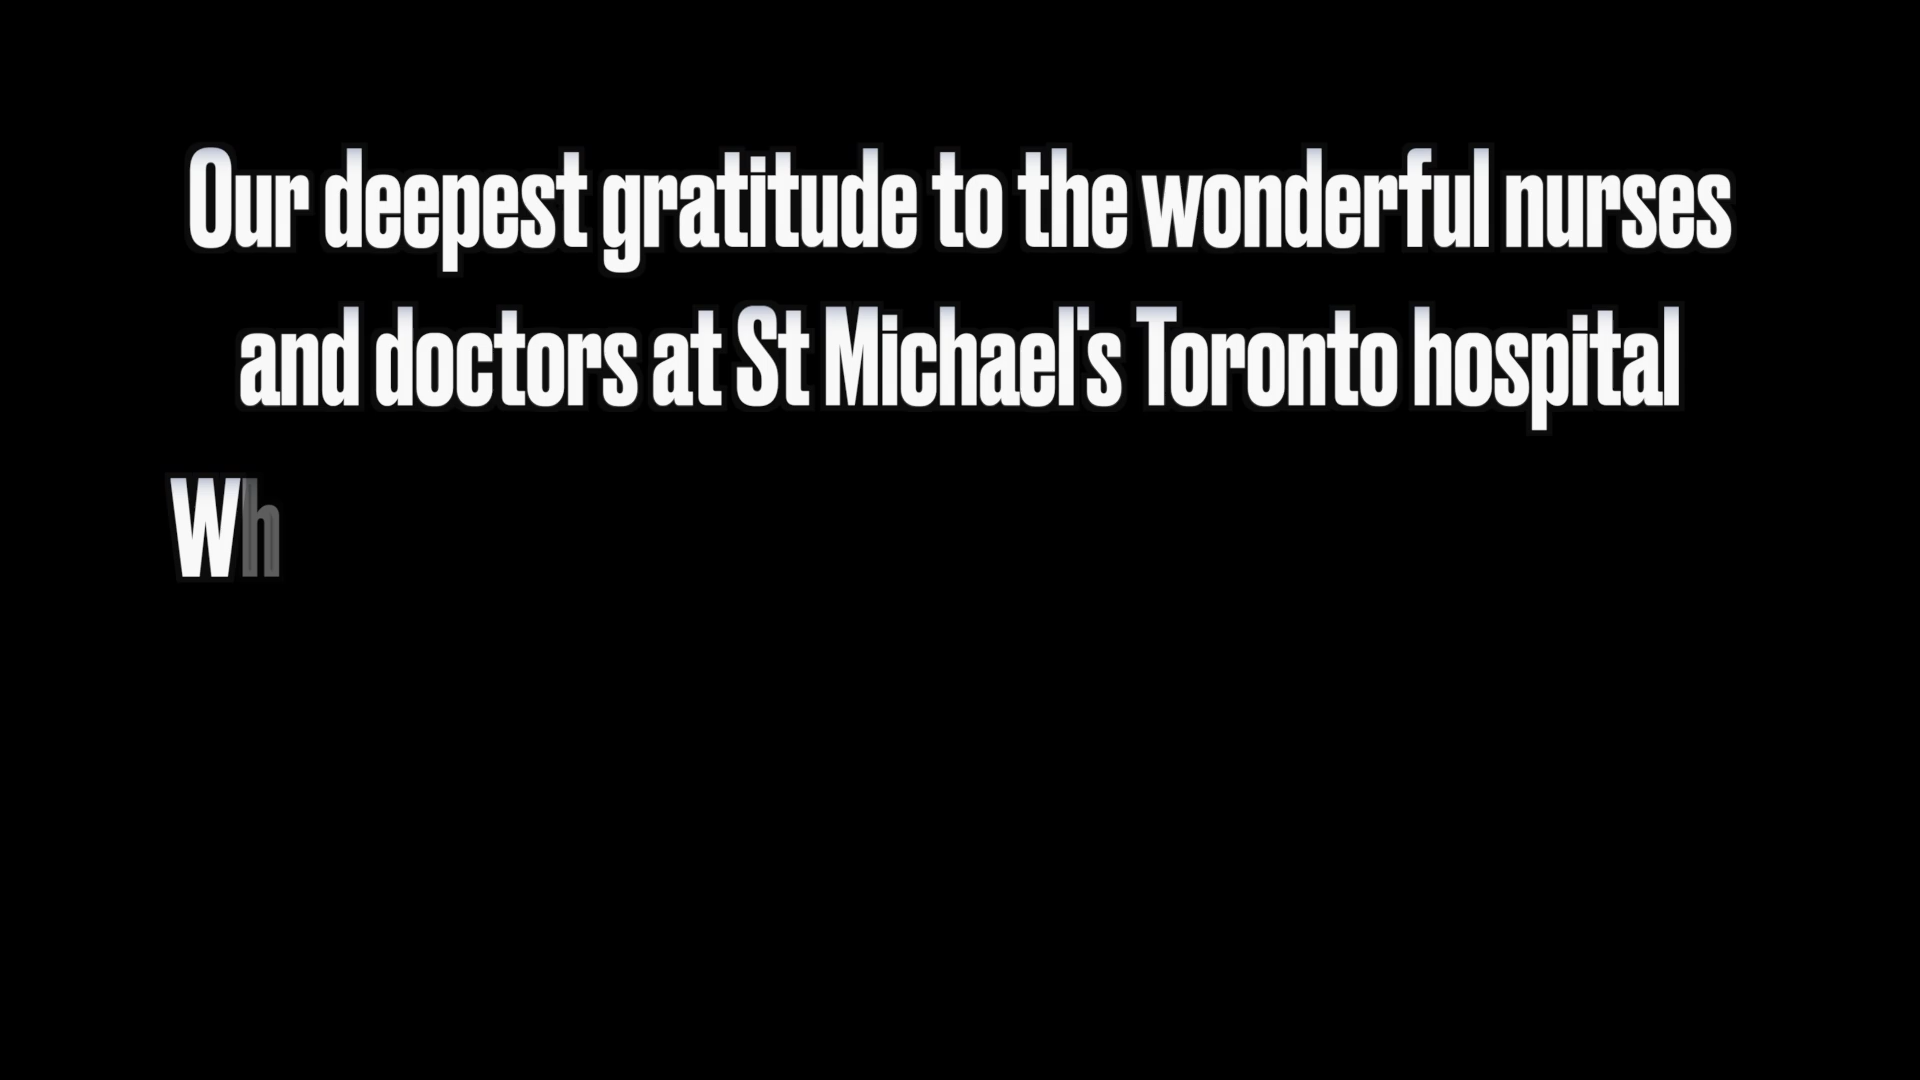 Our deepest gratitude to the wonderful nurses
and doctors at St Michael's Toronto hospital
Wh